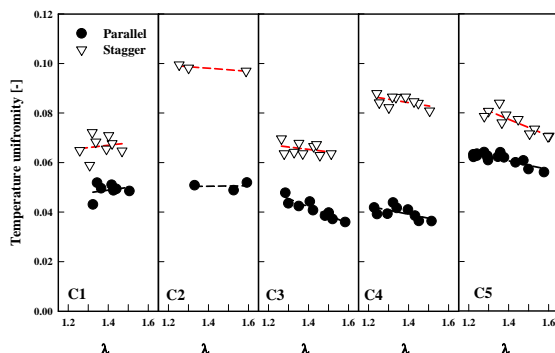 Temperature unifromity [-]
0.12
0.10
0.08
0.06
0.04
0.02
0.00
Parallel
Stagger
C1
C2
C3
C4
C5
1.2 1.4 1.6
1.2 1.4 1.6
1.2 1.4 1.6
1.2 1.4 1.6
1.2 1.4 1.6
λ λ λ λ λ